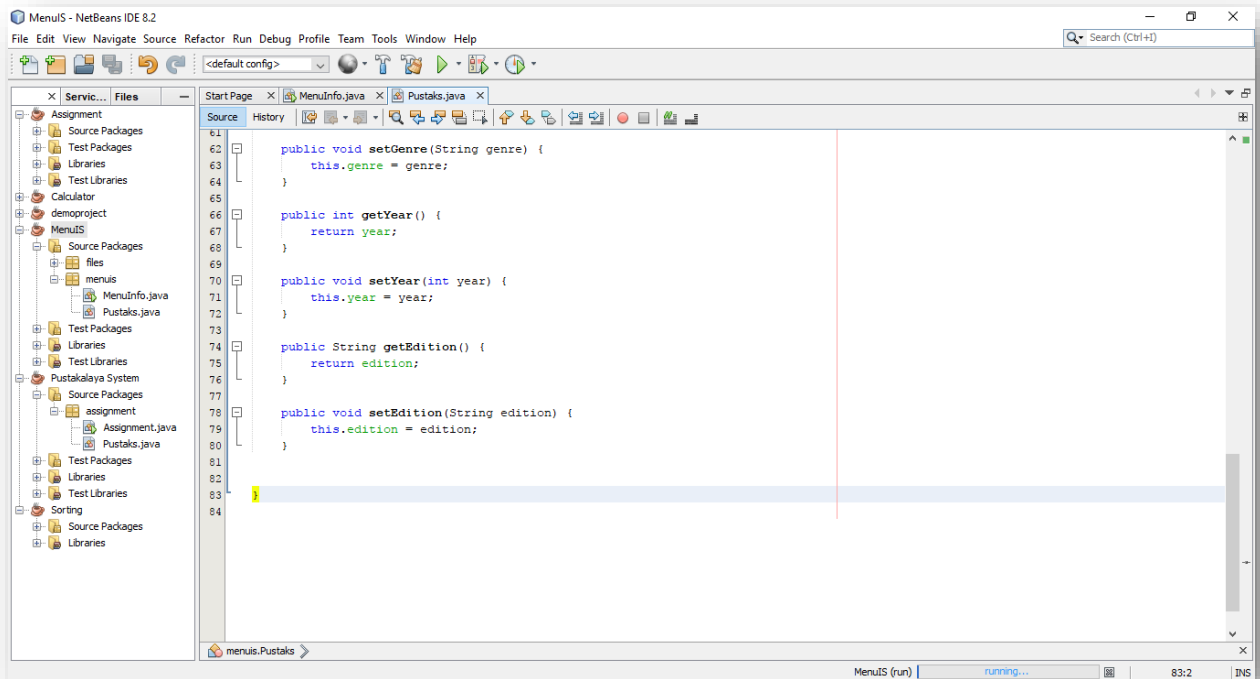 MenuIS - NetBeans IDE 8.2
File Edit View Navigate Source Refactor Run Debug Profile Team Tools Window Help
Search (Ctrl+I)
<default config>
Servic... Files
Start Page MenuInfo.java Pustaks.java
Source History
Assignment
Source Packages
Test Packages
Libraries
Test Libraries
Calculator
demoproject
MenuIS
Source Packages
files
menuis
MenuInfo.java
Pustaks.java
Test Packages
Libraries
Test Libraries
Pustakalaya System
Source Packages
assignment
Assignment.java
Pustaks.java
Test Packages
Libraries
Test Libraries
Sorting
Source Packages
Libraries
61
62 public void setGenre(String genre) {
63 this.genre = genre;
64 }
65
66 public int getYear() {
67 return year;
68 }
69
70 public void setYear(int year) {
71 this.year = year;
72 }
73
74 public String getEdition() {
75 return edition;
76 }
77
78 public void setEdition(String edition) {
79 this.edition = edition;
80 }
81
82
83 }
84
menuis.Pustaks
MenuIS (run) running... 83:2 INS